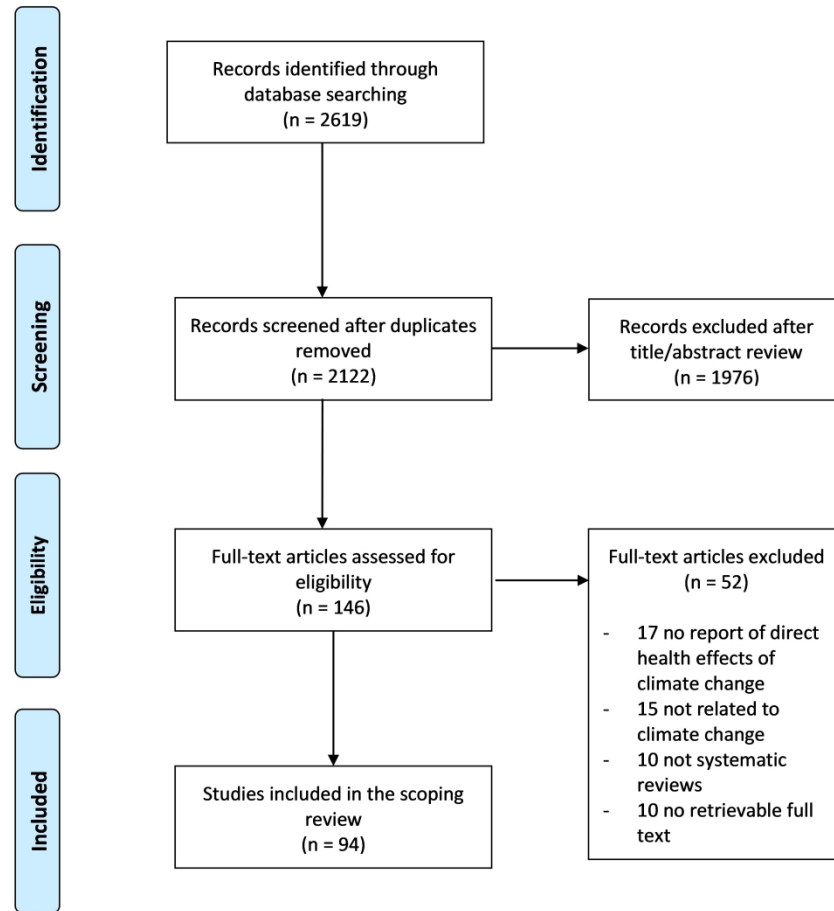 Identification
Records identified through
database searching
(n = 2619)
Screening
Records screened after duplicates
removed
(n = 2122)
Records excluded after
title/abstract review
(n = 1976)
Eligibility
Full-text articles assessed for
eligibility
(n = 146)
Full-text articles excluded
(n = 52)
- 17 no report of direct
health effects of
climate change
- 15 not related to
climate change
- 10 not systematic
reviews
- 10 no retrievable full
text
Included
Studies included in the scoping
review
(n = 94)